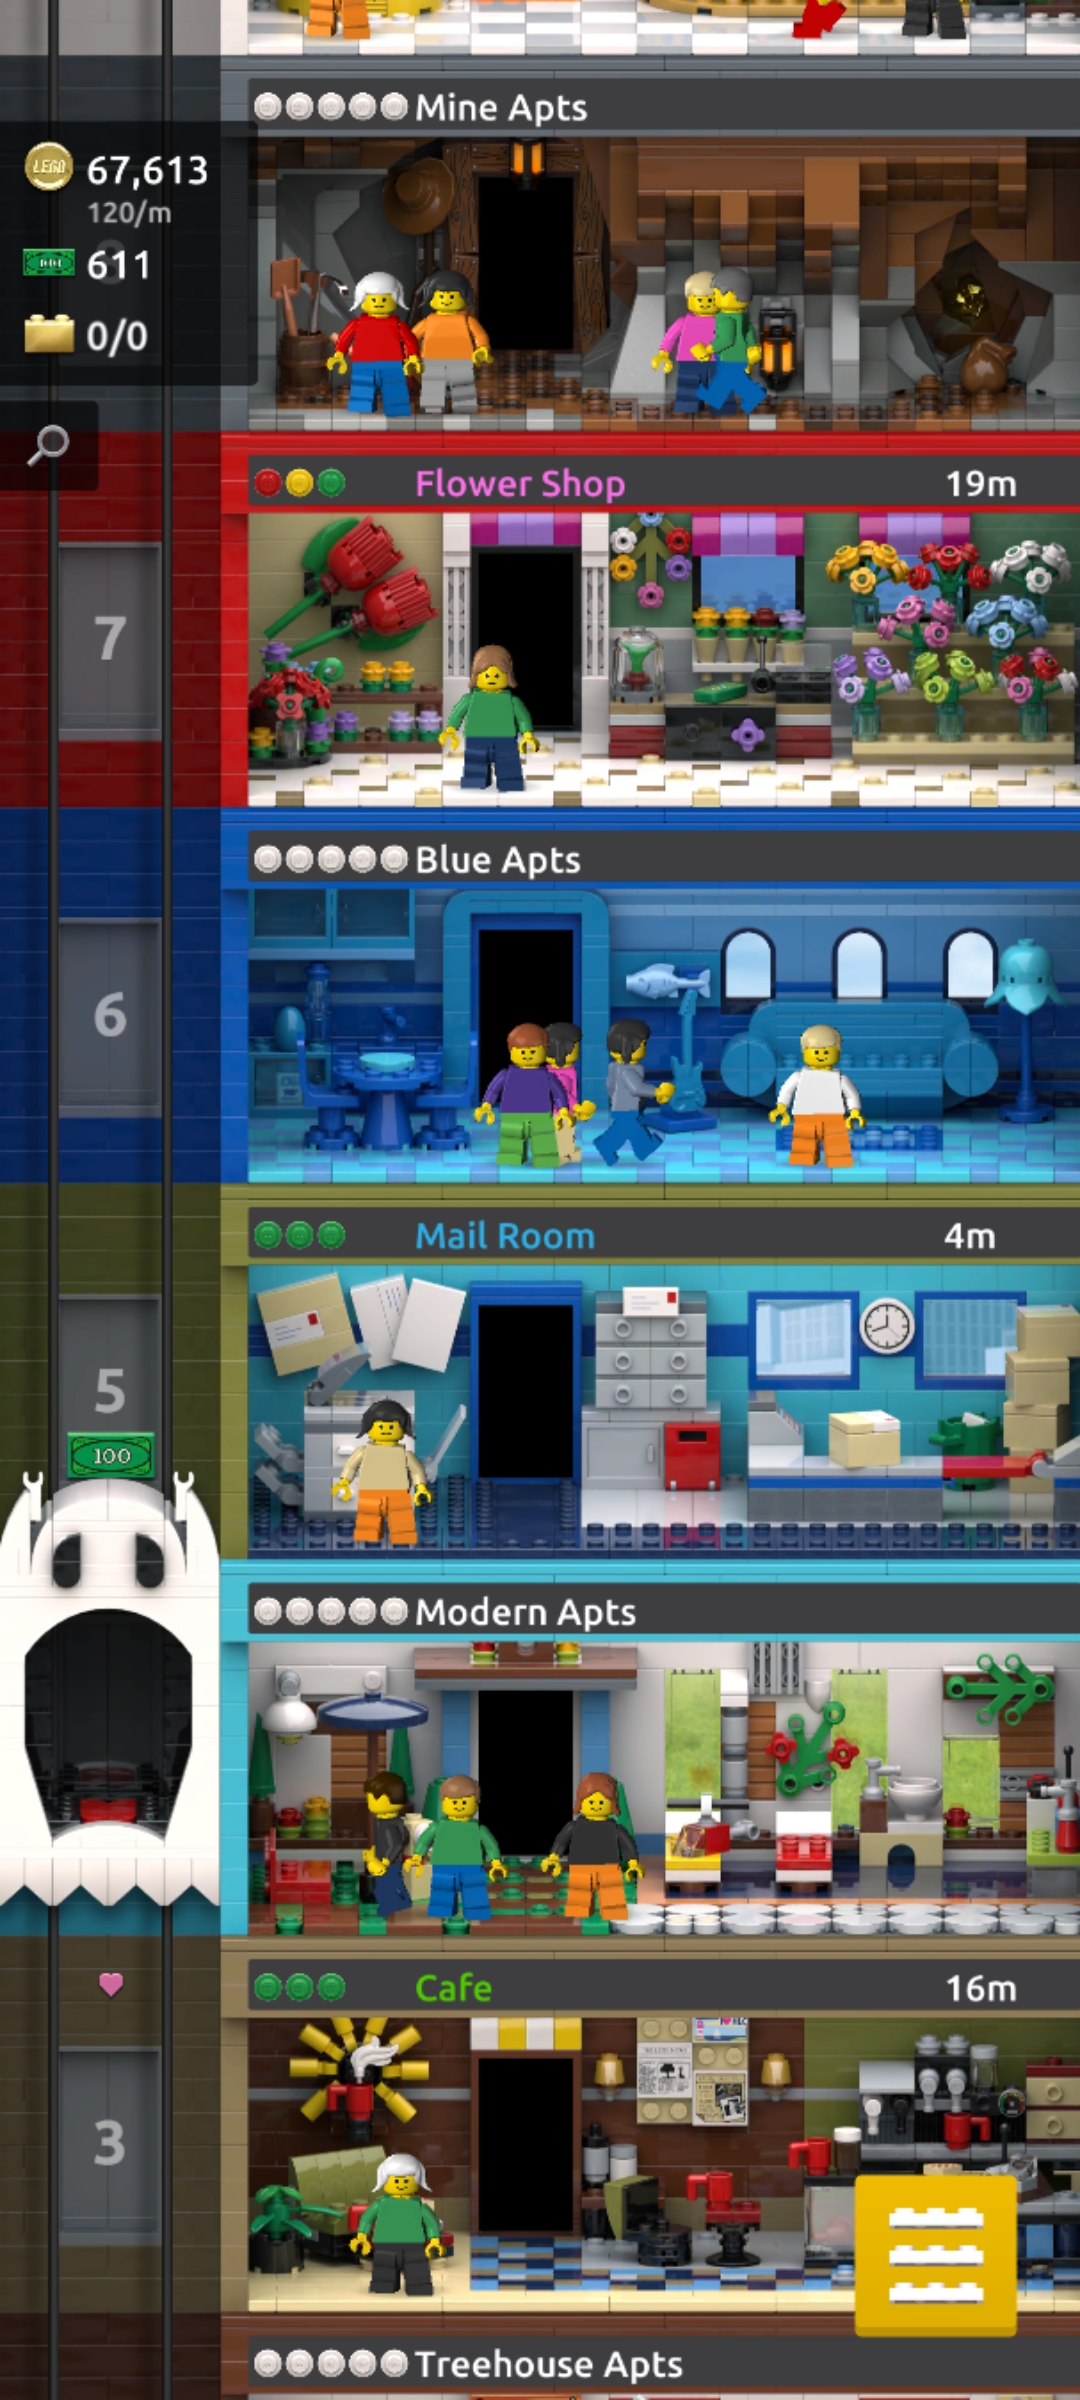 Mine Apts
LEGO 67,613
120/m
611
0/0
Flower Shop 19m
7
Blue Apts
6
Mail Room 4m
5
100
Modern Apts
Cafe 16m
3
Treehouse Apts